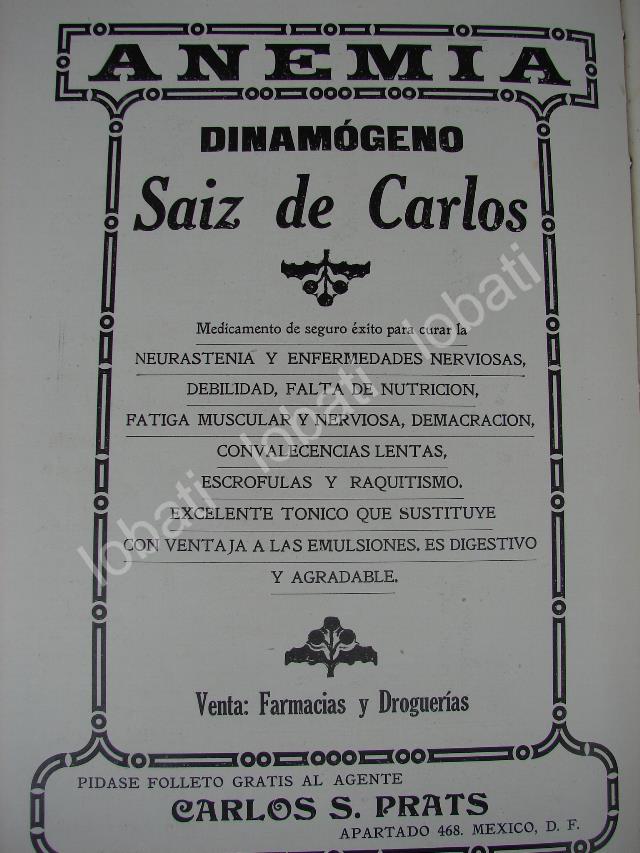 ANEMIA
DINAMÓGENO
Saiz de Carlos
Medicamento de seguro éxito para curar la
NEURASTENIA Y ENFERMEDADES NERVIOSAS,
DEBILIDAD, FALTA DE NUTRICION,
FATIGA MUSCULAR Y NERVIOSA, DEMACRACION,
CONVALECENCIAS LENTAS,
ESCROFULAS Y RAQUITISMO.
EXCELENTE TONICO QUE SUSTITUYE
CON VENTAJA A LAS EMULSIONES. ES DIGESTIVO
Y AGRADABLE.
Venta: Farmacias y Droguerías
PIDASE FOLLETO GRATIS AL AGENTE
CARLOS S. PRATS
APARTADO 468. MEXICO, D. F.
lobati lobati lobati